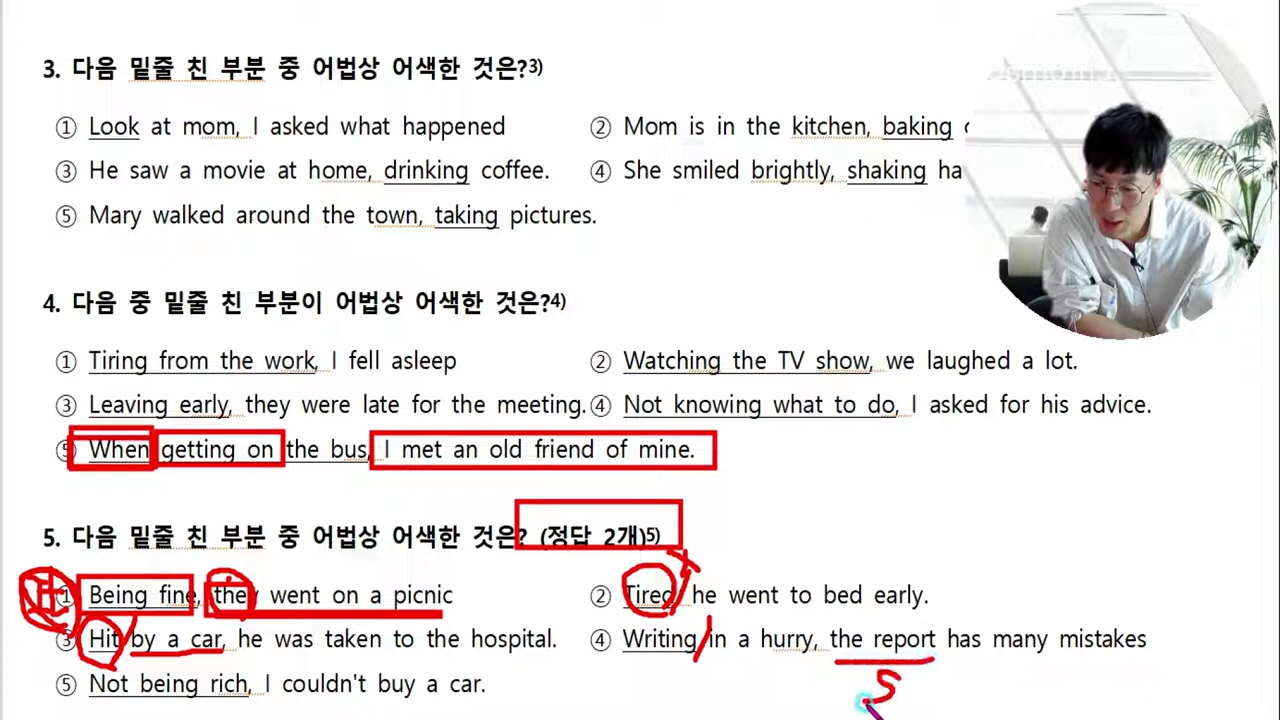 3. 다음 밑줄 친 부분 중 어법상 어색한 것은?3)
① Look at mom, I asked what happened
② Mom is in the kitchen, baking
③ He saw a movie at home, drinking coffee.
④ She smiled brightly, shaking ha
⑤ Mary walked around the town, taking pictures.
4. 다음 중 밑줄 친 부분이 어법상 어색한 것은?4)
① Tiring from the work, I fell asleep
② Watching the TV show, we laughed a lot.
③ Leaving early, they were late for the meeting.
④ Not knowing what to do, I asked for his advice.
⑤ When getting on the bus, I met an old friend of mine.
5. 다음 밑줄 친 부분 중 어법상 어색한 것은? (정답 2개)5)
① Being fine, they went on a picnic
② Tired, he went to bed early.
③ Hit by a car, he was taken to the hospital.
④ Writing in a hurry, the report has many mistakes
S
⑤ Not being rich, I couldn't buy a car.